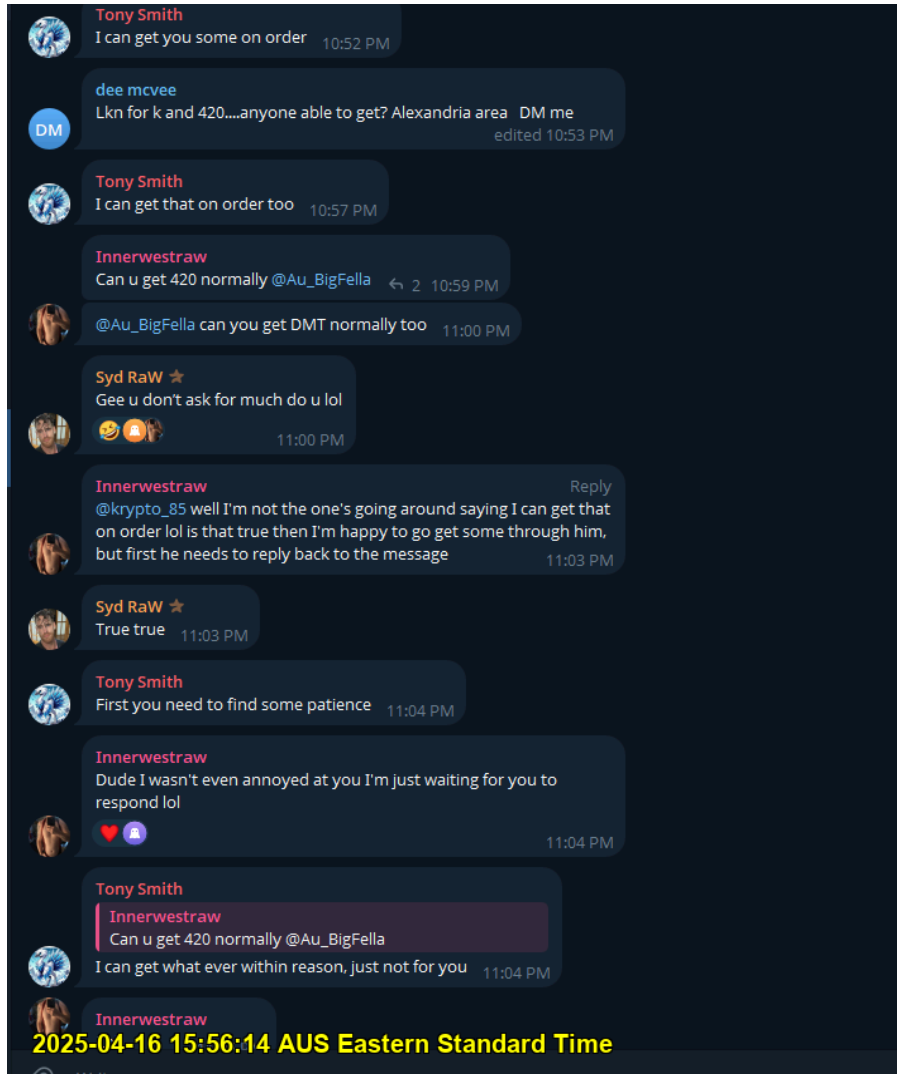 Tony Smith
I can get you some on order 10:52 PM
dee mcvee
Lkn for k and 420....anyone able to get? Alexandria area DM me
DM
edited 10:53 PM
Tony Smith
I can get that on order too 10:57 PM
Innerwestraw
Can u get 420 normally @Au_BigFella 2 10:59 PM
@Au_BigFella can you get DMT normally too 11:00 PM
Syd RaW
Gee u don't ask for much do u lol
11:00 PM
Innerwestraw Reply
@krypto_85 well I'm not the one's going around saying I can get that
on order lol is that true then I'm happy to go get some through him,
but first he needs to reply back to the message 11:03 PM
Syd RaW
True true 11:03 PM
Tony Smith
First you need to find some patience 11:04 PM
Innerwestraw
Dude I wasn't even annoyed at you I'm just waiting for you to
respond lol
11:04 PM
Tony Smith
Innerwestraw
Can u get 420 normally @Au_BigFella
I can get what ever within reason, just not for you 11:04 PM
Innerwestraw
2025-04-16 15:56:14 AUS Eastern Standard Time